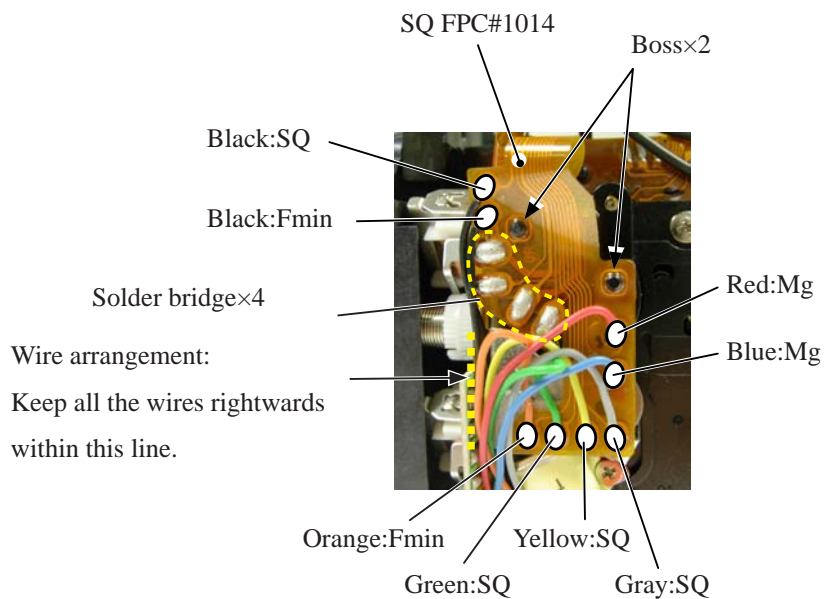 SQ FPC#1014
Boss×2
Black:SQ
Black:Fmin
Solder bridge×4
Red:Mg
Wire arrangement:
Blue:Mg
Keep all the wires rightwards
within this line.
Orange:Fmin
Yellow:SQ
Green:SQ
Gray:SQ